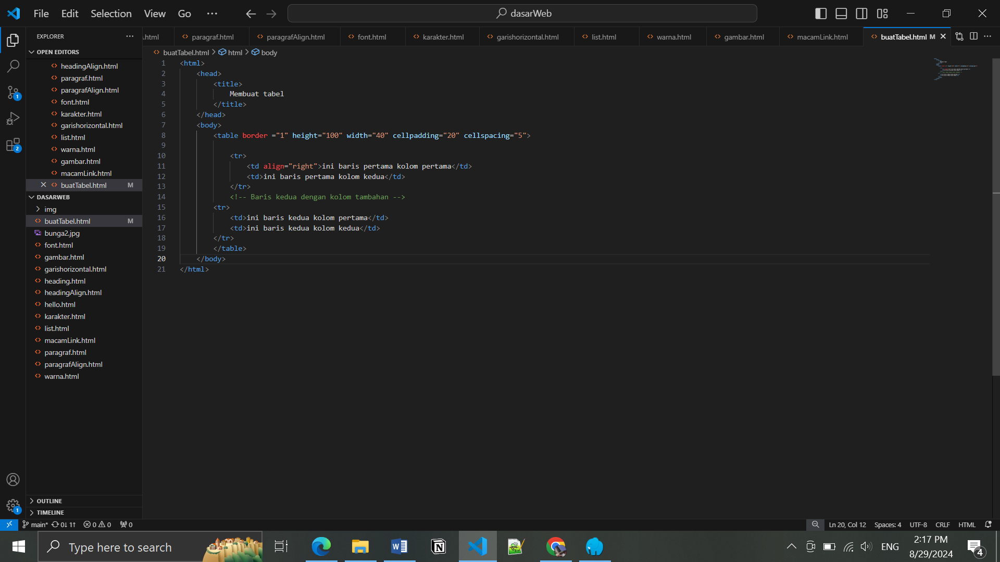 File Edit Selection View Go ··· dasarWeb
EXPLORER ···
OPEN EDITORS
headingAlign.html
paragraf.html
paragrafAlign.html
font.html
karakter.html
garishorizontal.html
list.html
warna.html
gambar.html
macamLink.html
buatTabel.html M
DASARWEB
img
buatTabel.html M
bunga2.jpg
font.html
gambar.html
garishorizontal.html
heading.html
headingAlign.html
hello.html
karakter.html
list.html
macamLink.html
paragraf.html
paragrafAlign.html
warna.html
OUTLINE
TIMELINE
.html paragraf.html paragrafAlign.html font.html karakter.html garishorizontal.html list.html warna.html gambar.html macamLink.html buatTabel.html M
buatTabel.html > html > body
1 <html>
2 <head>
3 <title>
4 Membuat tabel
5 </title>
6 </head>
7 <body>
8 <table border ="1" height="100" width="40" cellpadding="20" cellspacing="5">
9
10 <tr>
11 <td align="right">ini baris pertama kolom pertama</td>
12 <td>ini baris pertama kolom kedua</td>
13 </tr>
14 <!-- Baris kedua dengan kolom tambahan -->
15 <tr>
16 <td>ini baris kedua kolom pertama</td>
17 <td>ini baris kedua kolom kedua</td>
18 </tr>
19 </table>
20 </body>
21 </html>
1
2
1
main* 0↓ 1↑ 0 0 0 Ln 20, Col 12 Spaces: 4 UTF-8 CRLF HTML
Type here to search ENG 2:17 PM
8/29/2024 4